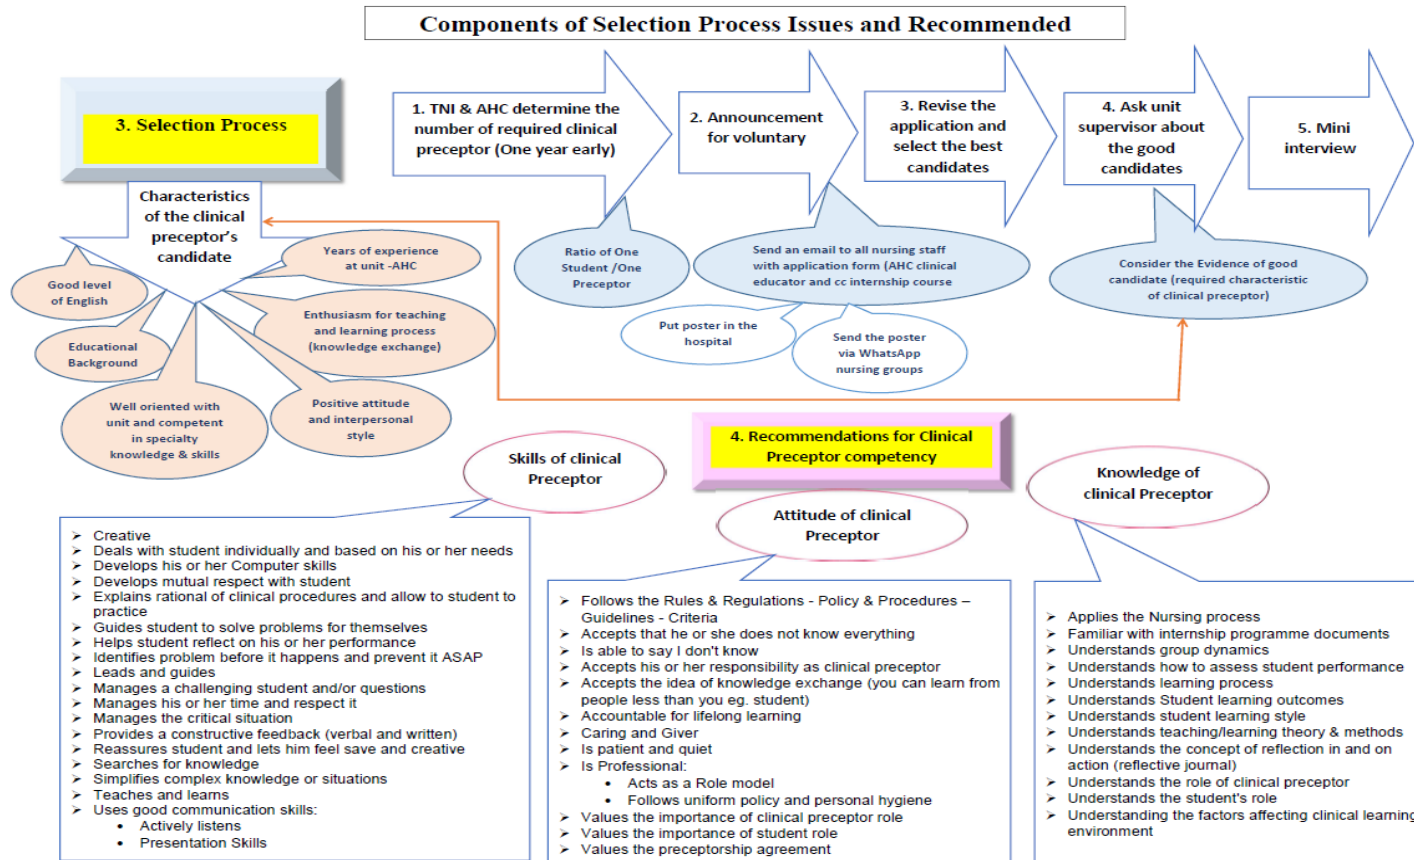 Components of Selection Process Issues and Recommended
3. Selection Process
1. TNI & AHC determine the
number of required clinical
preceptor (One year early)
2. Announcement
for voluntary
3. Revise the
application and
select the best
candidates
4. Ask unit
supervisor about
the good
candidates
5. Mini
interview
Characteristics
of the clinical
preceptor's
candidate
Years of experience
at unit -AHC
Good level
of English
Enthusiasm for teaching
and learning process
(knowledge exchange)
Educational
Background
Well oriented with
unit and competent
in specialty
knowledge & skills
Positive attitude
and interpersonal
style
Ratio of One
Student /One
Preceptor
Send an email to all nursing staff
with application form (AHC clinical
educator and cc internship course
Put poster in the
hospital
Send the poster
via WhatsApp
nursing groups
Consider the Evidence of good
candidate (required characteristic
of clinical preceptor)
4. Recommendations for Clinical
Preceptor competency
Skills of clinical
Preceptor
➢ Creative
➢ Deals with student individually and based on his or her needs
➢ Develops his or her Computer skills
➢ Develops mutual respect with student
➢ Explains rational of clinical procedures and allow to student to
practice
➢ Guides student to solve problems for themselves
➢ Helps student reflect on his or her performance
➢ Identifies problem before it happens and prevent it ASAP
➢ Leads and guides
➢ Manages a challenging student and/or questions
➢ Manages his or her time and respect it
➢ Manages the critical situation
➢ Provides a constructive feedback (verbal and written)
➢ Reassures student and lets him feel save and creative
➢ Searches for knowledge
➢ Simplifies complex knowledge or situations
➢ Teaches and learns
➢ Uses good communication skills:
• Actively listens
• Presentation Skills
Attitude of clinical
Preceptor
➢ Follows the Rules & Regulations - Policy & Procedures –
Guidelines - Criteria
➢ Accepts that he or she does not know everything
➢ Is able to say I don't know
➢ Accepts his or her responsibility as clinical preceptor
➢ Accepts the idea of knowledge exchange (you can learn from
people less than you eg. student)
➢ Accountable for lifelong learning
➢ Caring and Giver
➢ Is patient and quiet
➢ Is Professional:
• Acts as a Role model
• Follows uniform policy and personal hygiene
➢ Values the importance of clinical preceptor role
➢ Values the importance of student role
➢ Values the preceptorship agreement
Knowledge of
clinical Preceptor
➢ Applies the Nursing process
➢ Familiar with internship programme documents
➢ Understands group dynamics
➢ Understands how to assess student performance
➢ Understands learning process
➢ Understands Student learning outcomes
➢ Understands student learning style
➢ Understands teaching/learning theory & methods
➢ Understands the concept of reflection in and on
action (reflective journal)
➢ Understands the role of clinical preceptor
➢ Understands the student's role
➢ Understanding the factors affecting clinical learning
environment